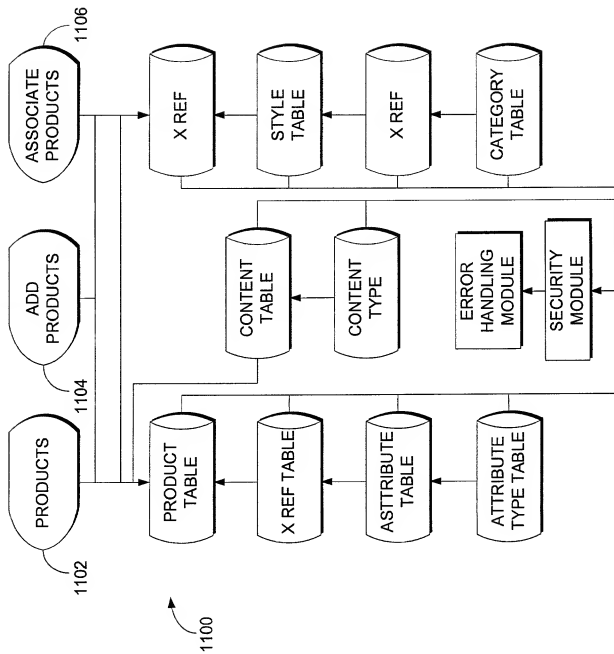 1102
PRODUCTS
1104
ADD
PRODUCTS
1106
ASSOCIATE
PRODUCTS
1100
PRODUCT
TABLE
X REF TABLE
ASTTRIBUTE
TABLE
ATTRIBUTE
TYPE TABLE
CONTENT
TABLE
CONTENT
TYPE
ERROR
HANDLING
MODULE
SECURITY
MODULE
X REF
STYLE
TABLE
X REF
CATEGORY
TABLE